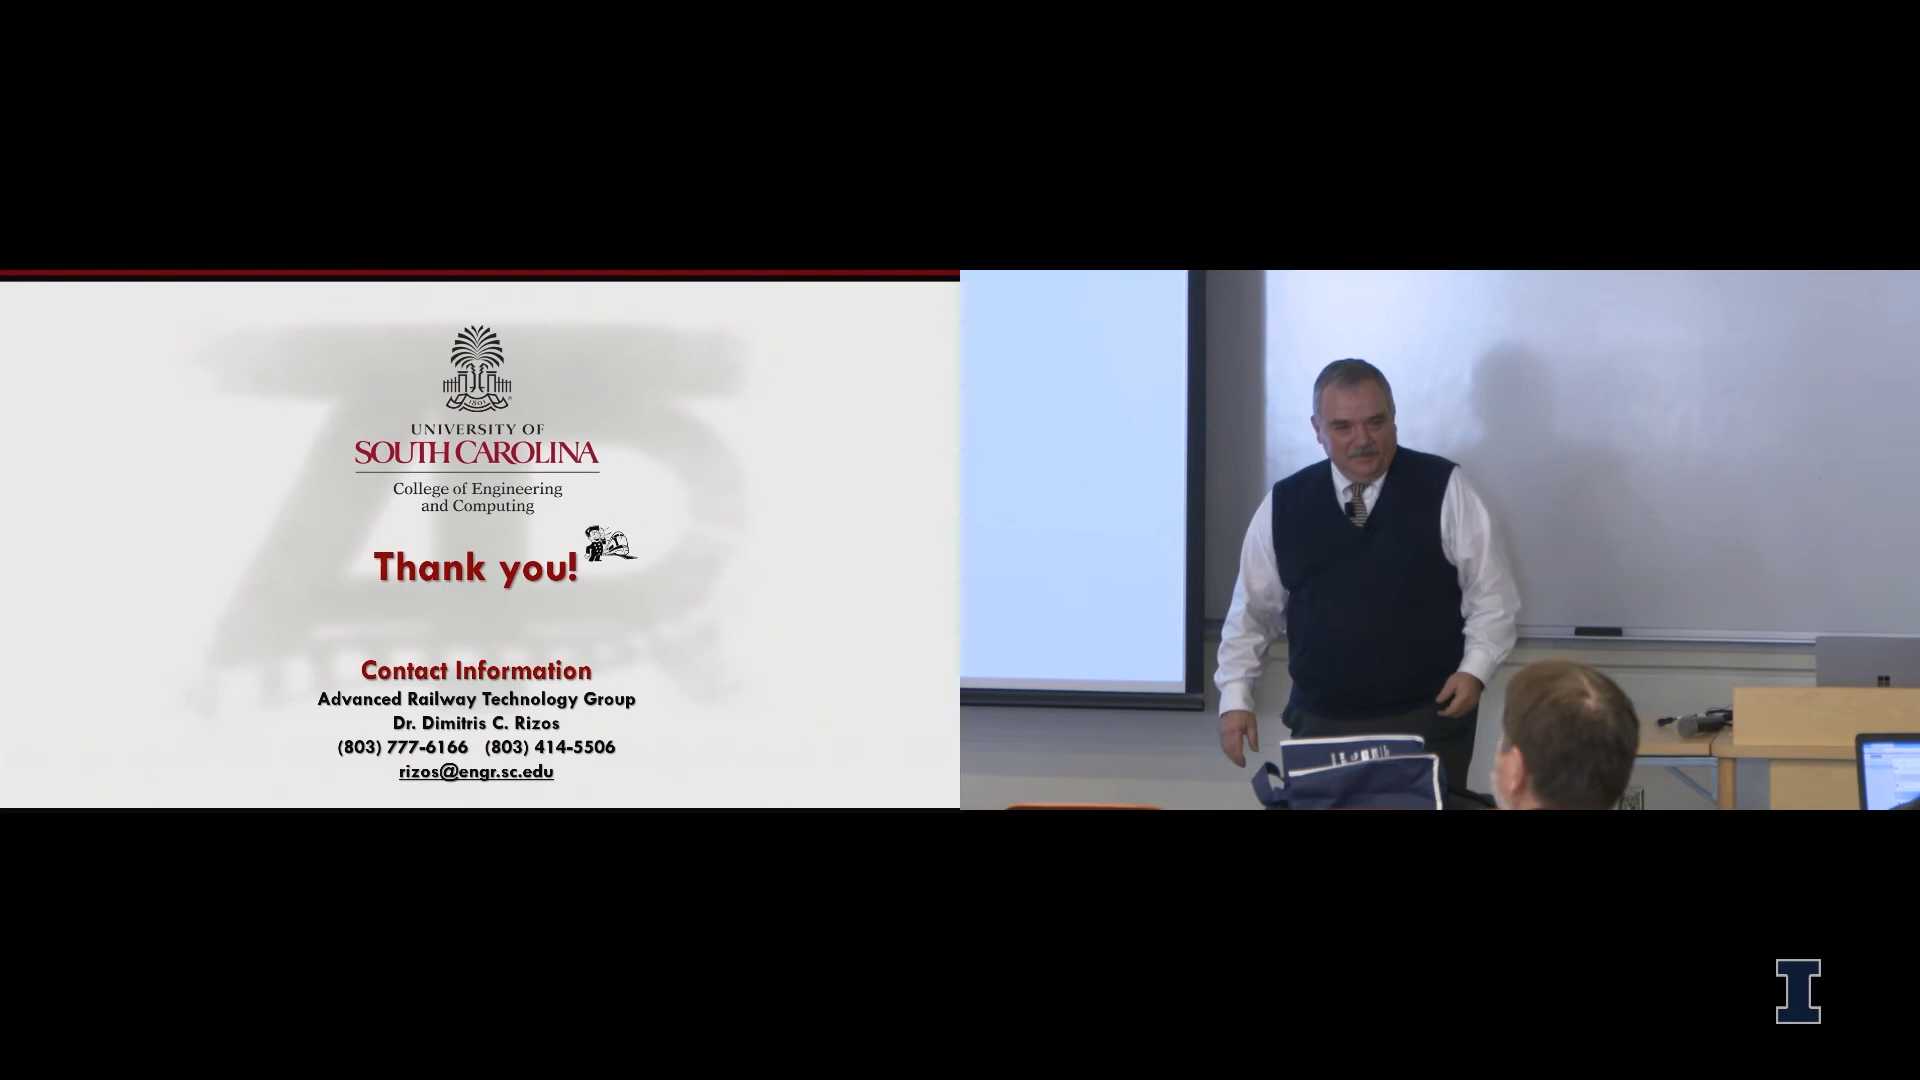 1801
UNIVERSITY OF
SOUTH CAROLINA
College of Engineering
and Computing
Thank you!
Contact Information
Advanced Railway Technology Group
Dr. Dimitris C. Rizos
(803) 777-6166 (803) 414-5506
rizos@engr.sc.edu
I